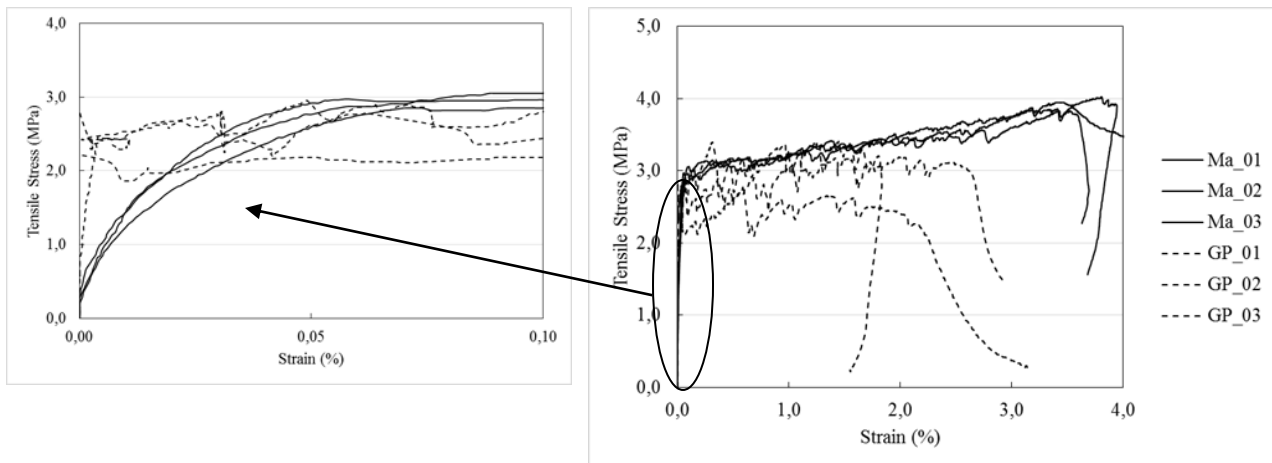 Tensile Stress (MPa)
4,0
3,0
2,0
1,0
0,0
0,00
0,05
0,10
Strain (%)
Tensile Stress (MPa)
5,0
4,0
3,0
2,0
1,0
0,0
0,0
1,0
2,0
3,0
4,0
Strain (%)
Ma_01
Ma_02
Ma_03
GP_01
GP_02
GP_03